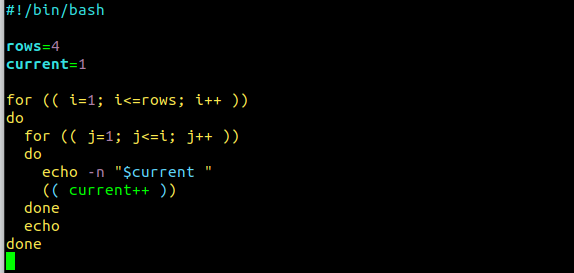 #!/bin/bash

rows=4
current=1

for (( i=1; i<=rows; i++ ))
do
  for (( j=1; j<=i; j++ ))
  do
    echo -n "$current "
    (( current++ ))
  done
  echo
done